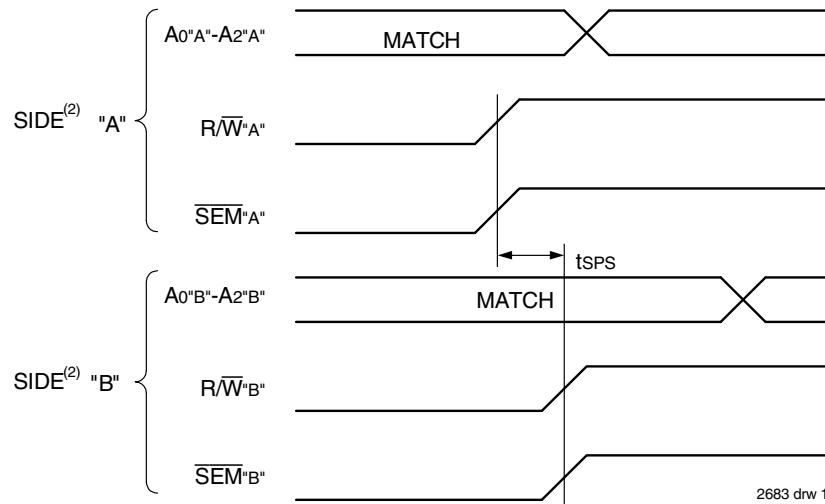 A0"A"-A2"A" MATCH
SIDE(2) "A"
R/W"A"
SEM"A"
tSPS
A0"B"-A2"B" MATCH
SIDE(2) "B"
R/W"B"
SEM"B"
2683 drw 1